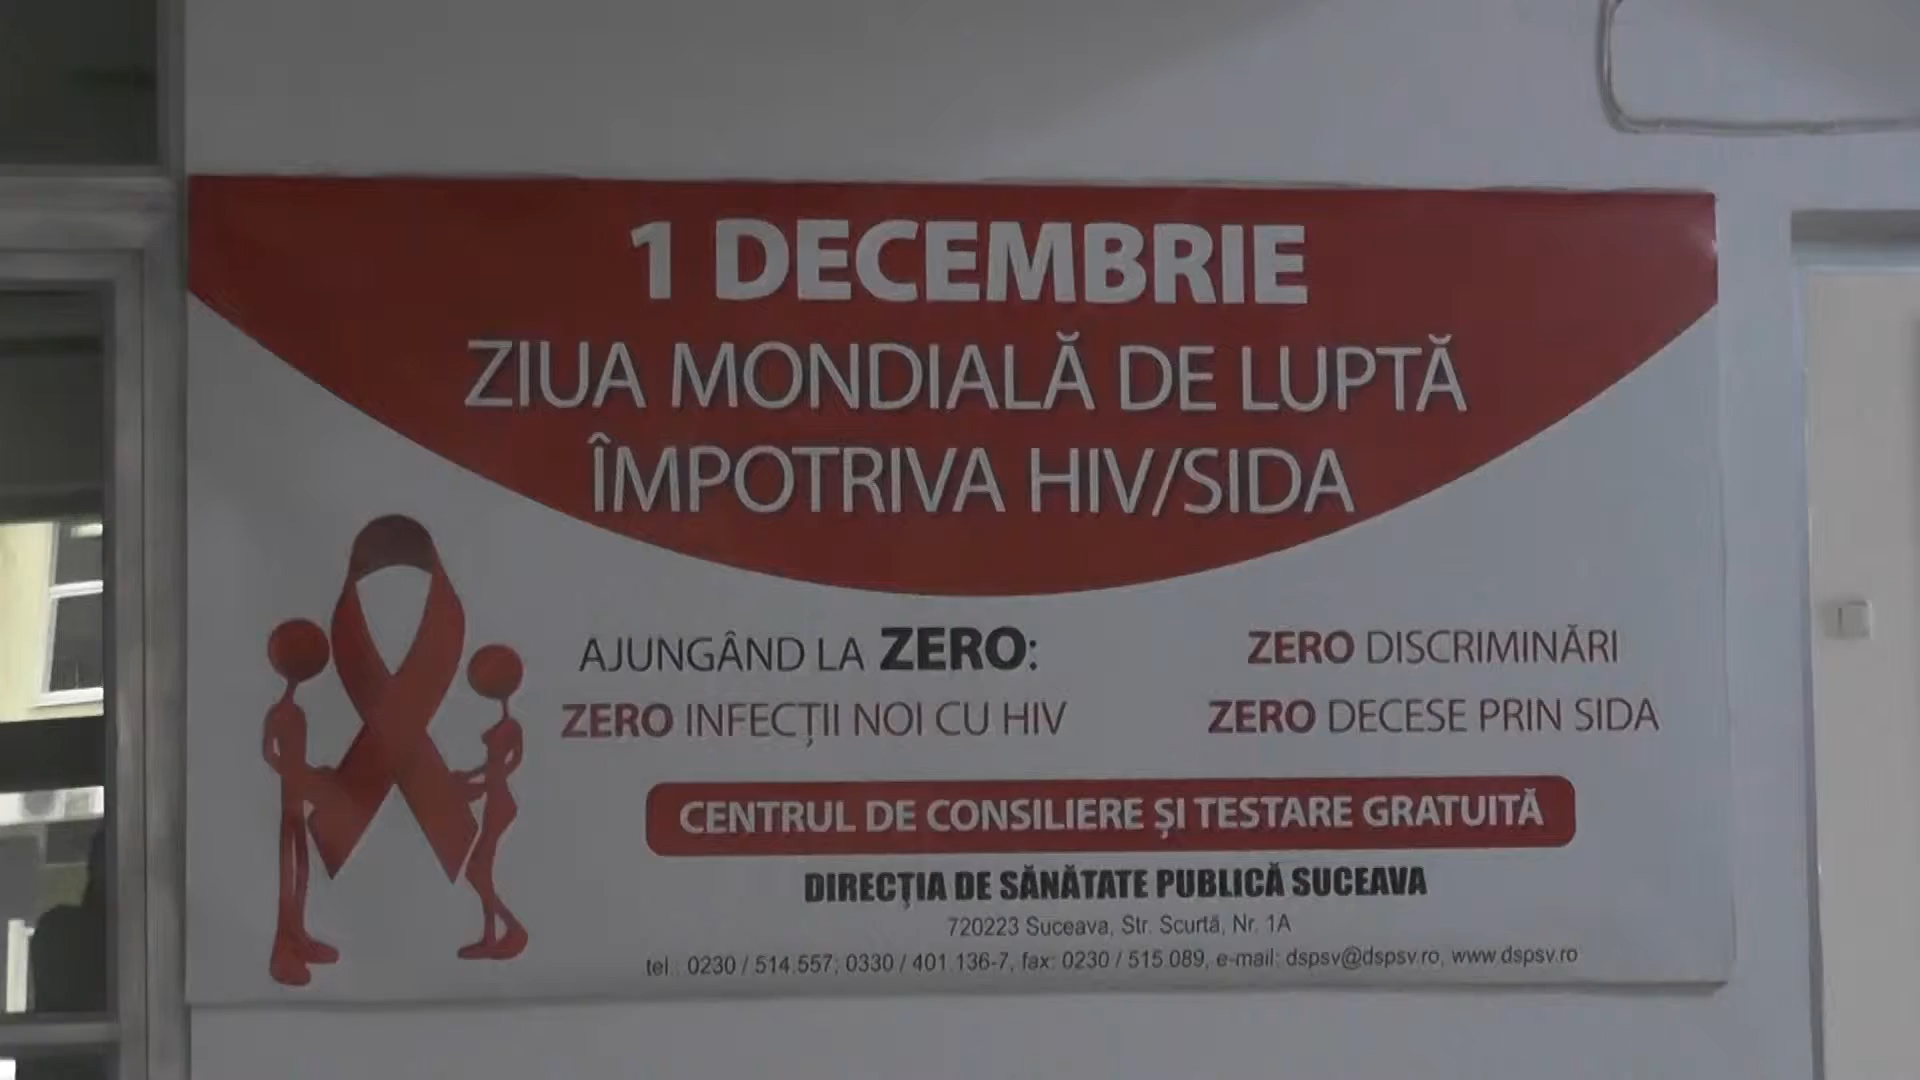 1 DECEMBRIE
ZIUA MONDIALĂ DE LUPTĂ
ÎMPOTRIVA HIV/SIDA
AJUNGÂND LA ZERO:
ZERO INFECȚII NOI CU HIV
ZERO DISCRIMINĂRI
ZERO DECESE PRIN SIDA
CENTRUL DE CONSILIERE ȘI TESTARE GRATUITĂ
DIRECŢIA DE SĂNĂTATE PUBLICĂ SUCEAVA
720223 Suceava, Str. Scurtă, Nr. 1A
tel.: 0230 / 514.557; 0330 / 401.136-7, fax: 0230 / 515.089, e-mail: dspsv@dspsv.ro, www.dspsv.ro